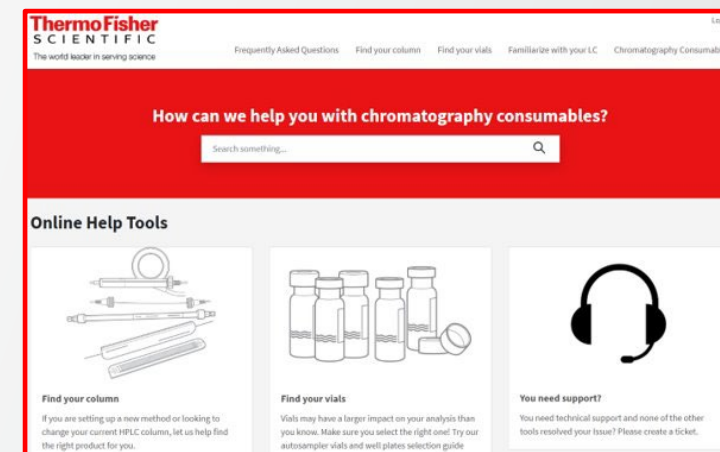 ThermoFisher
SCIENTIFIC
The world leader in serving science
Frequently Asked Questions Find your column Find your vials Familiarize with your LC Chromatography
How can we help you with chromatography consumables?
Search something...
Online Help Tools
Find your column
If you are setting up a new method or looking to
change your current HPLC column, let us help find
the right product for you.
Find your vials
Vials may have a larger impact on your analysis than
you know. Make sure you select the right one! Try our
autosampler vials and well plates selection guide
You need support?
You need technical support and none of the other
tools resolved your Issue? Please create a ticket.